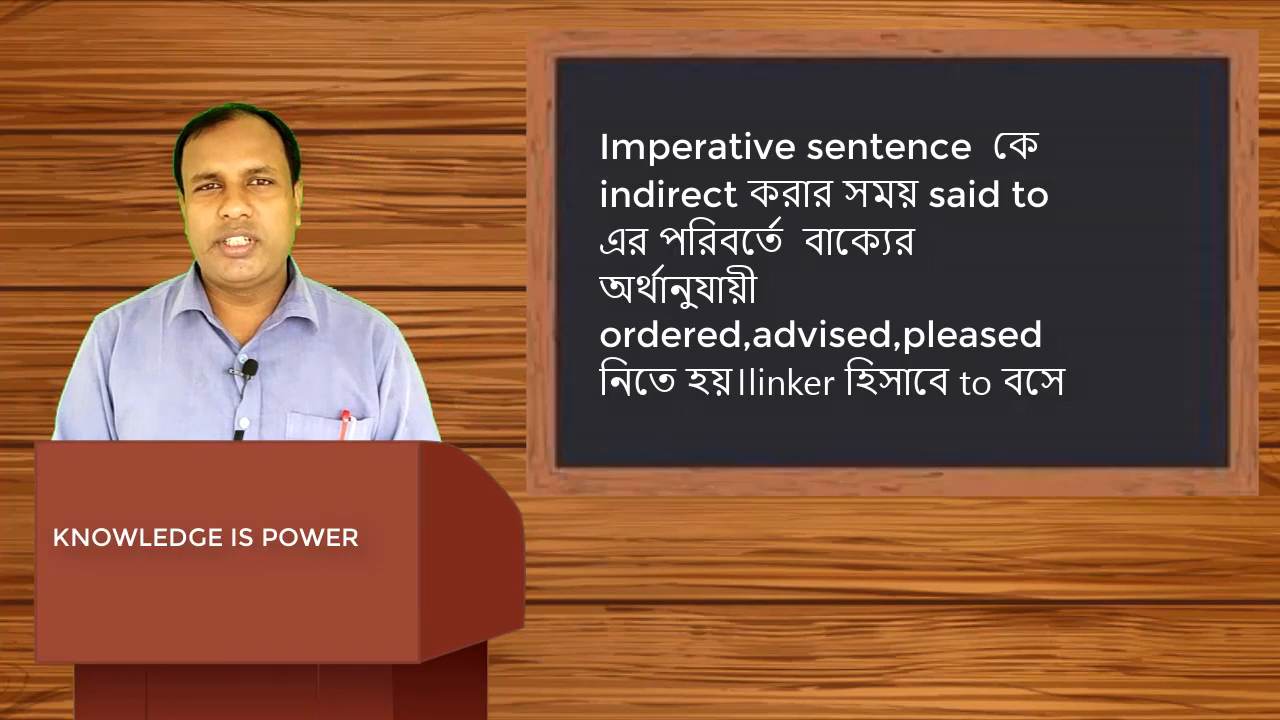 Imperative sentence কে
indirect করার সময় said to
এর পরিবর্তে বাক্যের
অর্থানুযায়ী
ordered,advised,pleased
নিতে হয়।linker হিসাবে to বসে
KNOWLEDGE IS POWER